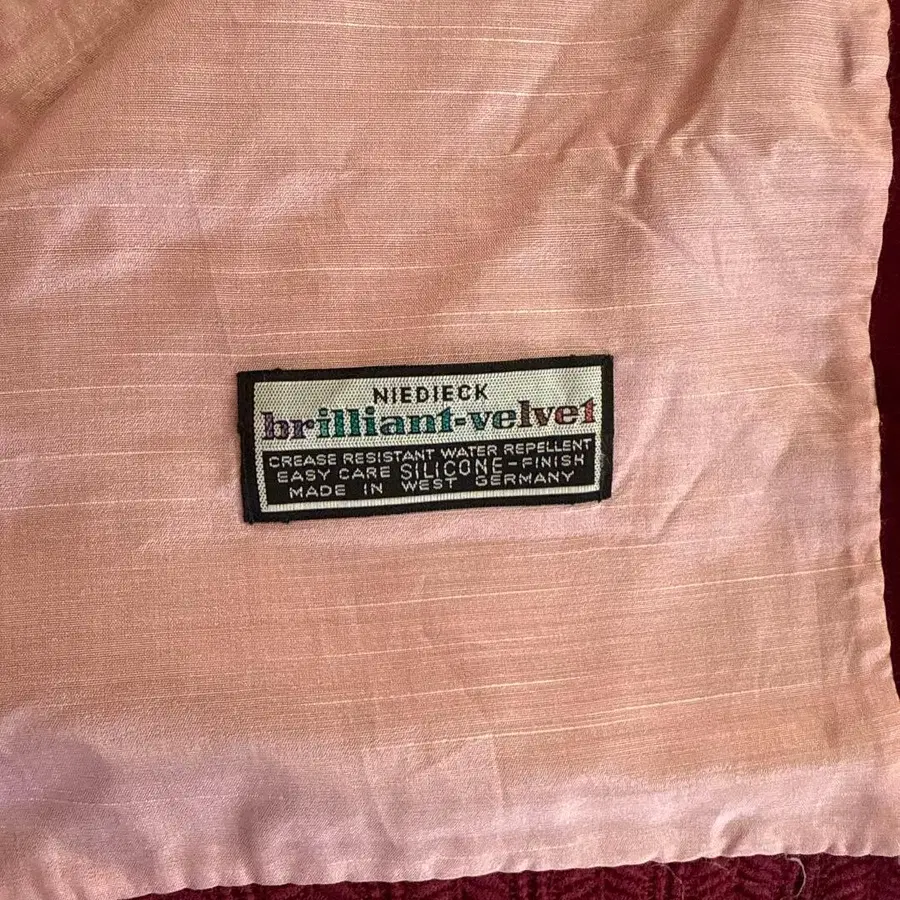 NIEDIECK
brilliant-velvet
CREASE RESISTANT WATER REPELLENT
EASY CARE SILICONE-FINISH
MADE IN WEST GERMANY